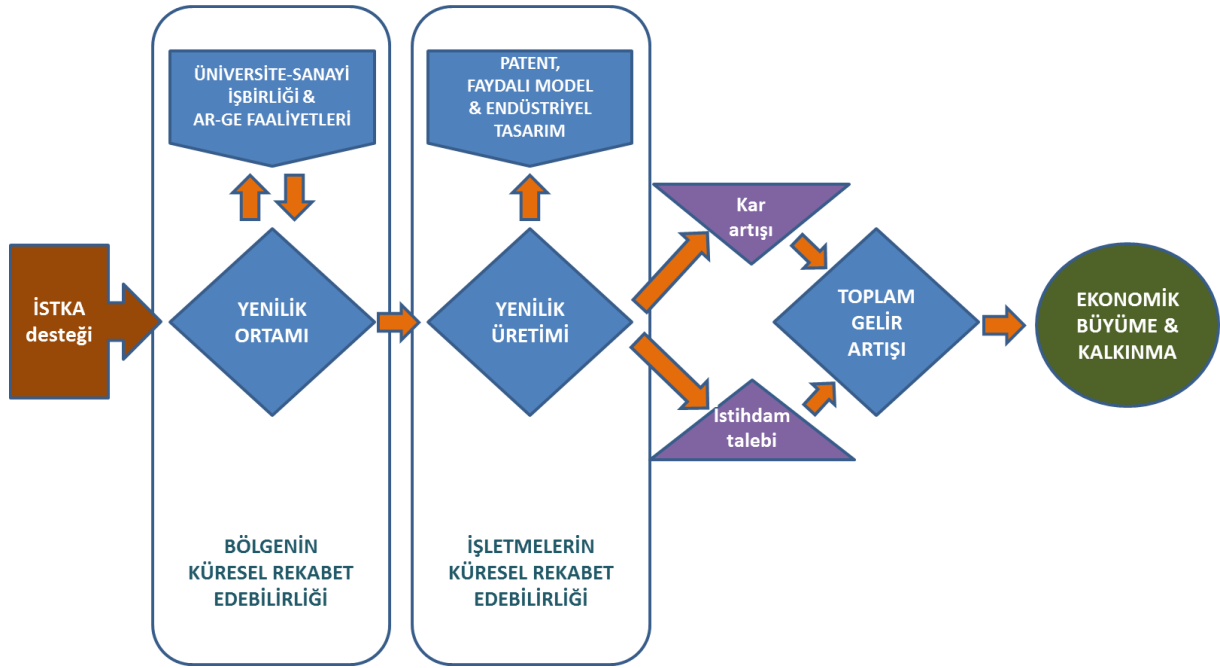 ÜNİVERSİTE-SANAYİ
İŞBİRLİĞİ &
AR-GE FAALİYETLERİ
PATENT,
FAYDALI MODEL
& ENDÜSTRİYEL
TASARIM
İSTKA
desteği
YENİLİK
ORTAMI
YENİLİK
ÜRETİMİ
Kar
artışı
İstihdam
talebi
TOPLAM
GELİR
ARTIŞI
EKONOMİK
BÜYÜME &
KALKINMA
BÖLGENİN
KÜRESEL REKABET
EDEBİLİRLİĞİ
İŞLETMELERİN
KÜRESEL REKABET
EDEBİLİRLİĞİ